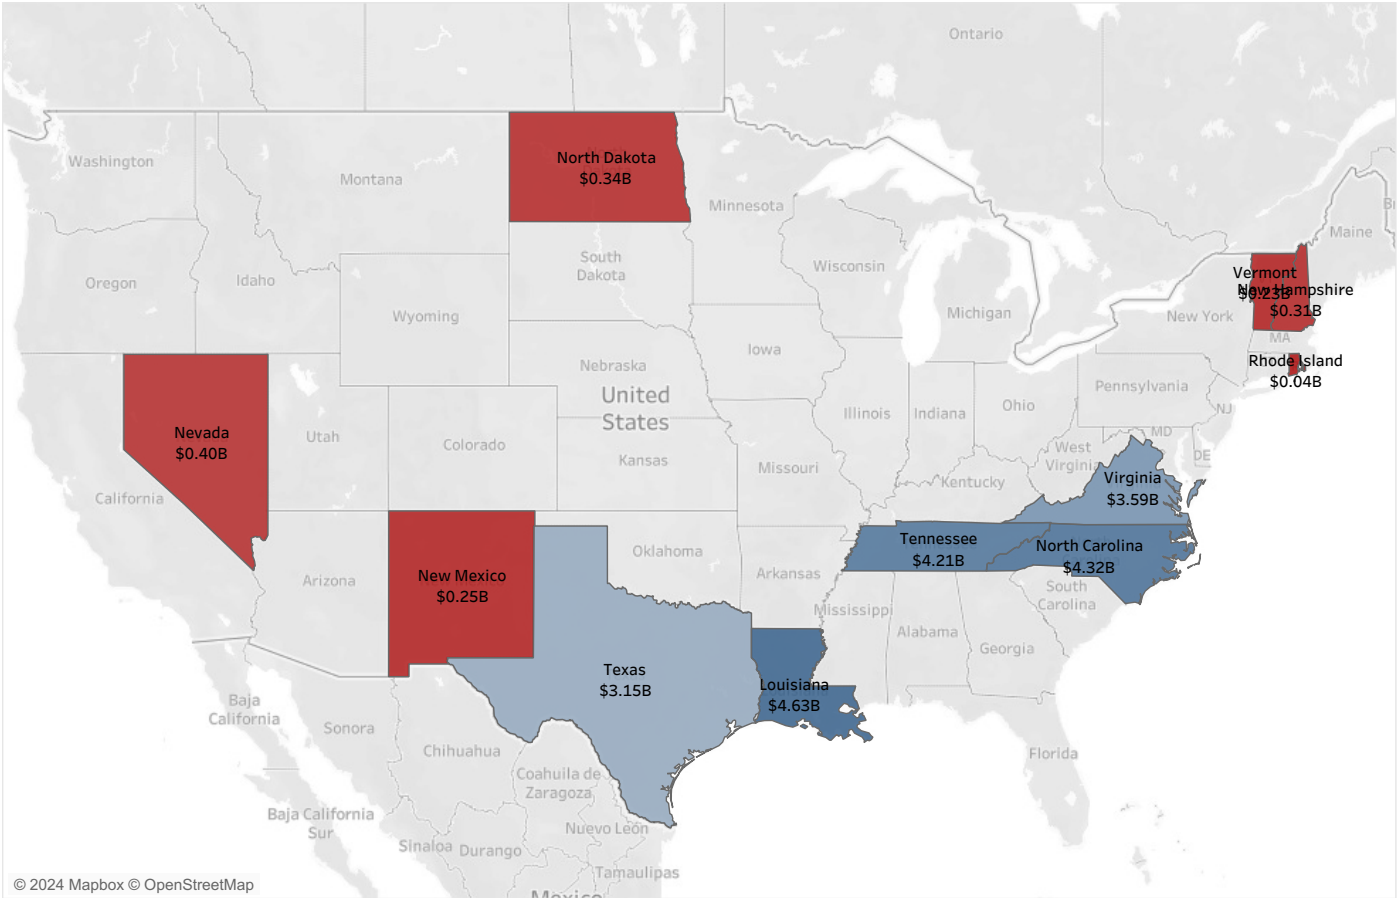 Ontario
Washington
Montana
North Dakota
$0.34B
Minnesota
Maine
Oregon
Idaho
South
Dakota
Wisconsin
Vermont
$0.23B
New Hampshire
$0.31B
Wyoming
Michigan
New York
MA
Iowa
Rhode Island
$0.04B
Nebraska
United
States
Pennsylvania
Illinois
Indiana
Ohio
NJ
Nevada
$0.40B
Utah
Colorado
Kansas
Missouri
West
Virginia
MD
DE
Kentucky
Virginia
$3.59B
California
Tennessee
$4.21B
North Carolina
$4.32B
Oklahoma
Arkansas
Arizona
New Mexico
$0.25B
South
Carolina
Mississippi
Alabama
Georgia
Texas
$3.15B
Louisiana
$4.63B
Baja
California
Sonora
Chihuahua
Florida
Coahuila de
Zaragoza
Baja California
Sur
Nuevo León
Sinaloa
Durango
Tamaulipas
Mexico
© 2024 Mapbox © OpenStreetMap